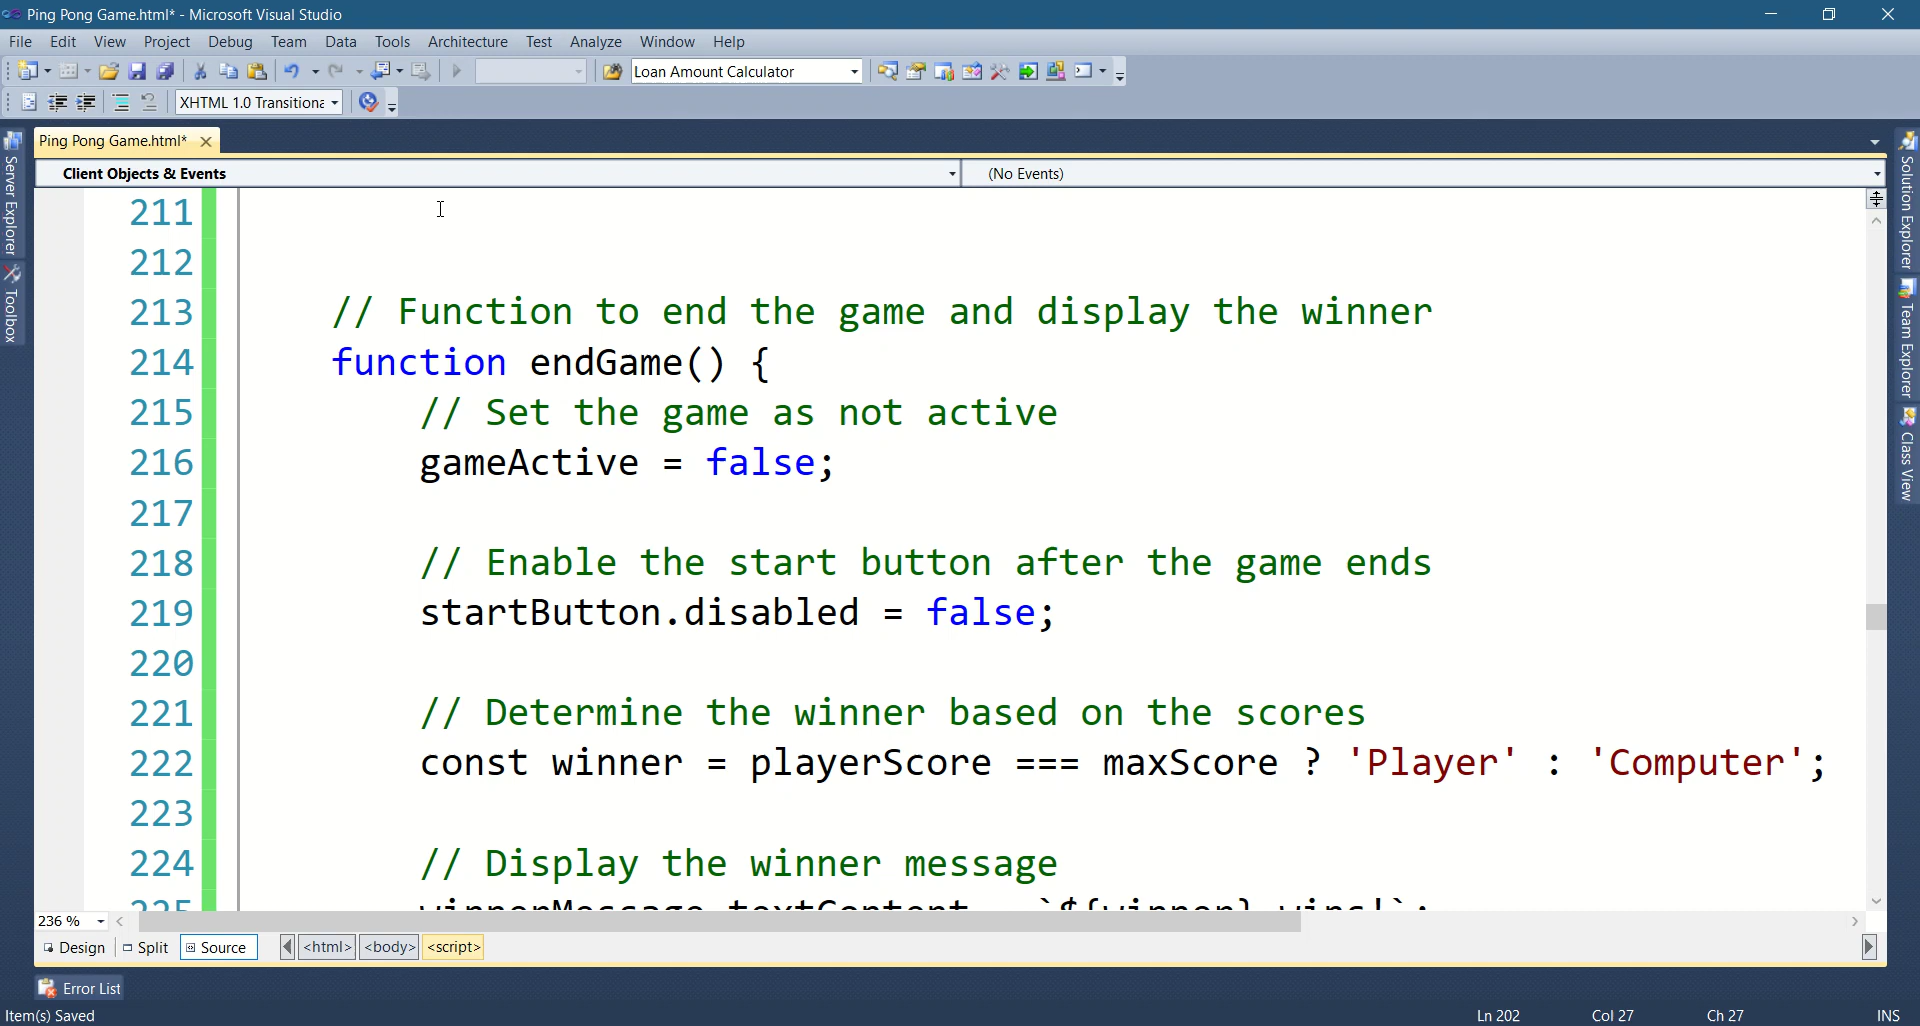 Ping Pong Game.html* - Microsoft Visual Studio
File Edit View Project Debug Team Data Tools Architecture Test Analyze Window Help
Loan Amount Calculator
XHTML 1.0 Transitiona
Ping Pong Game.html*
Client Objects & Events
(No Events)
Server Explorer
Toolbox
Solution Explorer
Team Explorer
Class View
211
212
213 // Function to end the game and display the winner
214 function endGame() {
215 // Set the game as not active
216 gameActive = false;
217
218 // Enable the start button after the game ends
219 startButton.disabled = false;
220
221 // Determine the winner based on the scores
222 const winner = playerScore === maxScore ? 'Player' : 'Computer';
223
224 // Display the winner message
225 winnerMessage.textContent = `${winner} wins!`;
236 %
Design Split Source <html> <body> <script>
Error List
Item(s) Saved Ln 202 Col 27 Ch 27 INS